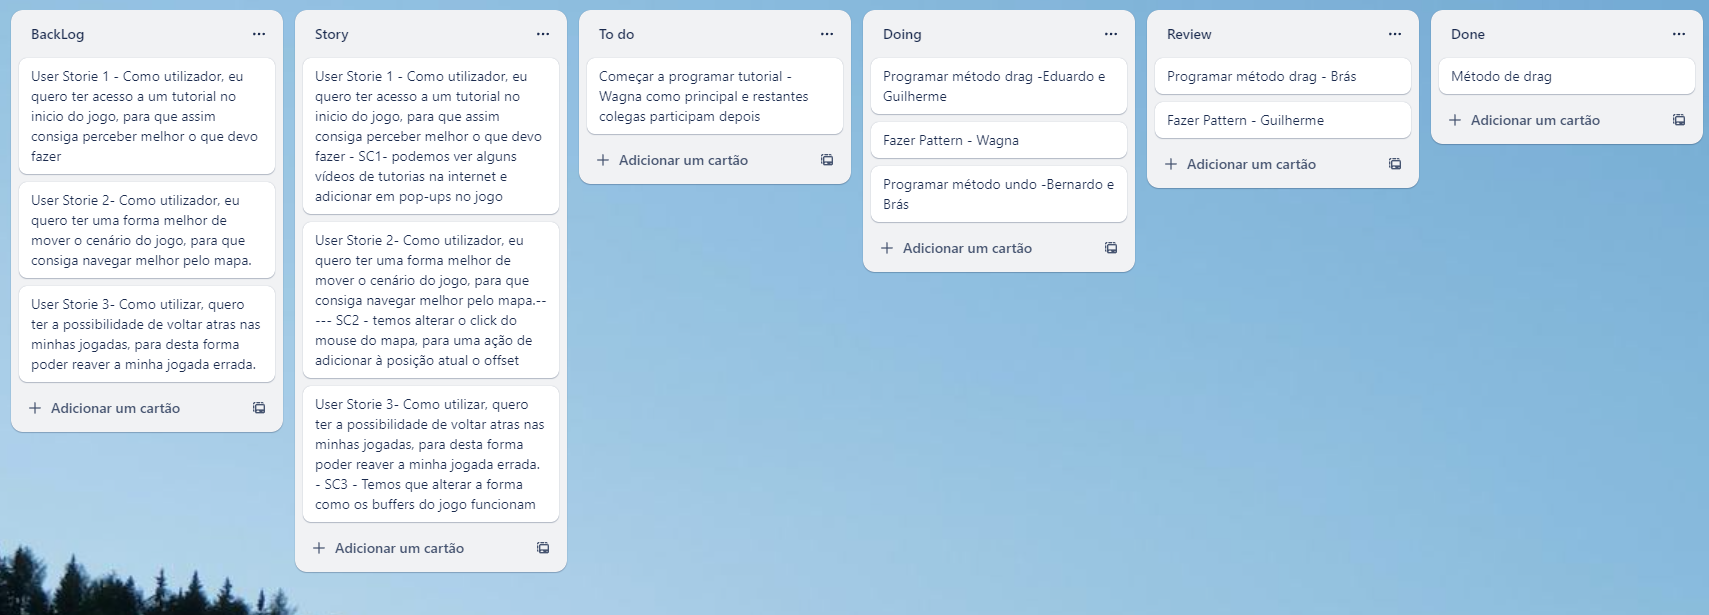 BackLog
User Storie 1 - Como utilizador, eu
quero ter acesso a um tutorial no
inicio do jogo, para que assim
consiga perceber melhor o que devo
fazer
User Storie 2- Como utilizador, eu
quero ter uma forma melhor de
mover o cenário do jogo, para que
consiga navegar melhor pelo mapa.
User Storie 3- Como utilizar, quero
ter a possibilidade de voltar atras nas
minhas jogadas, para desta forma
poder reaver a minha jogada errada.
Adicionar um cartão
Story
User Storie 1 - Como utilizador, eu
quero ter acesso a um tutorial no
inicio do jogo, para que assim
consiga perceber melhor o que devo
fazer - SC1- podemos ver alguns
vídeos de tutorias na internet e
adicionar em pop-ups no jogo
User Storie 2- Como utilizador, eu
quero ter uma forma melhor de
mover o cenário do jogo, para que
consiga navegar melhor pelo mapa.--
--- SC2 - temos alterar o click do
mouse do mapa, para uma ação de
adicionar à posição atual o offset
User Storie 3- Como utilizar, quero
ter a possibilidade de voltar atras nas
minhas jogadas, para desta forma
poder reaver a minha jogada errada.
- SC3 - Temos que alterar a forma
como os buffers do jogo funcionam
Adicionar um cartão
To do
Começar a programar tutorial -
Wagna como principal e restantes
colegas participam depois
Adicionar um cartão
Doing
Programar método drag -Eduardo e
Guilherme
Fazer Pattern - Wagna
Programar método undo -Bernardo e
Brás
Adicionar um cartão
Review
Programar método drag - Brás
Fazer Pattern - Guilherme
Adicionar um cartão
Done
Método de drag
Adicionar um cartão